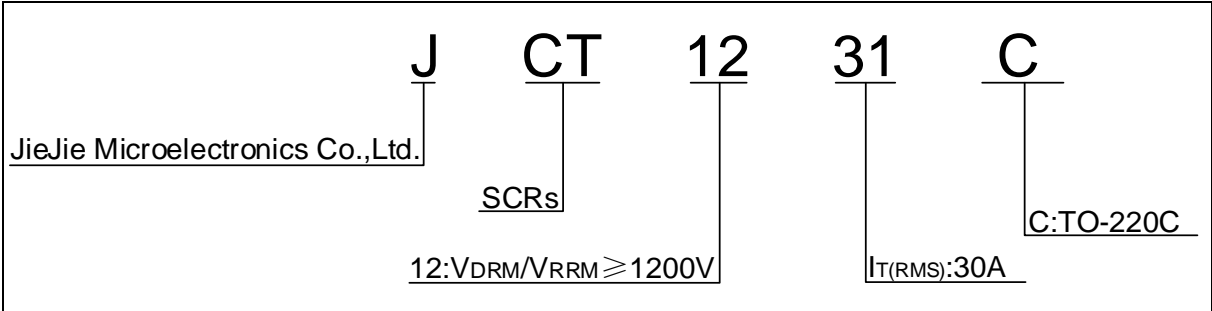 J CT 12 31 C
JieJie Microelectronics Co.,Ltd.
SCRs
C:TO-220C
12:VDRM/VRRM≥1200V
IT(RMS):30A